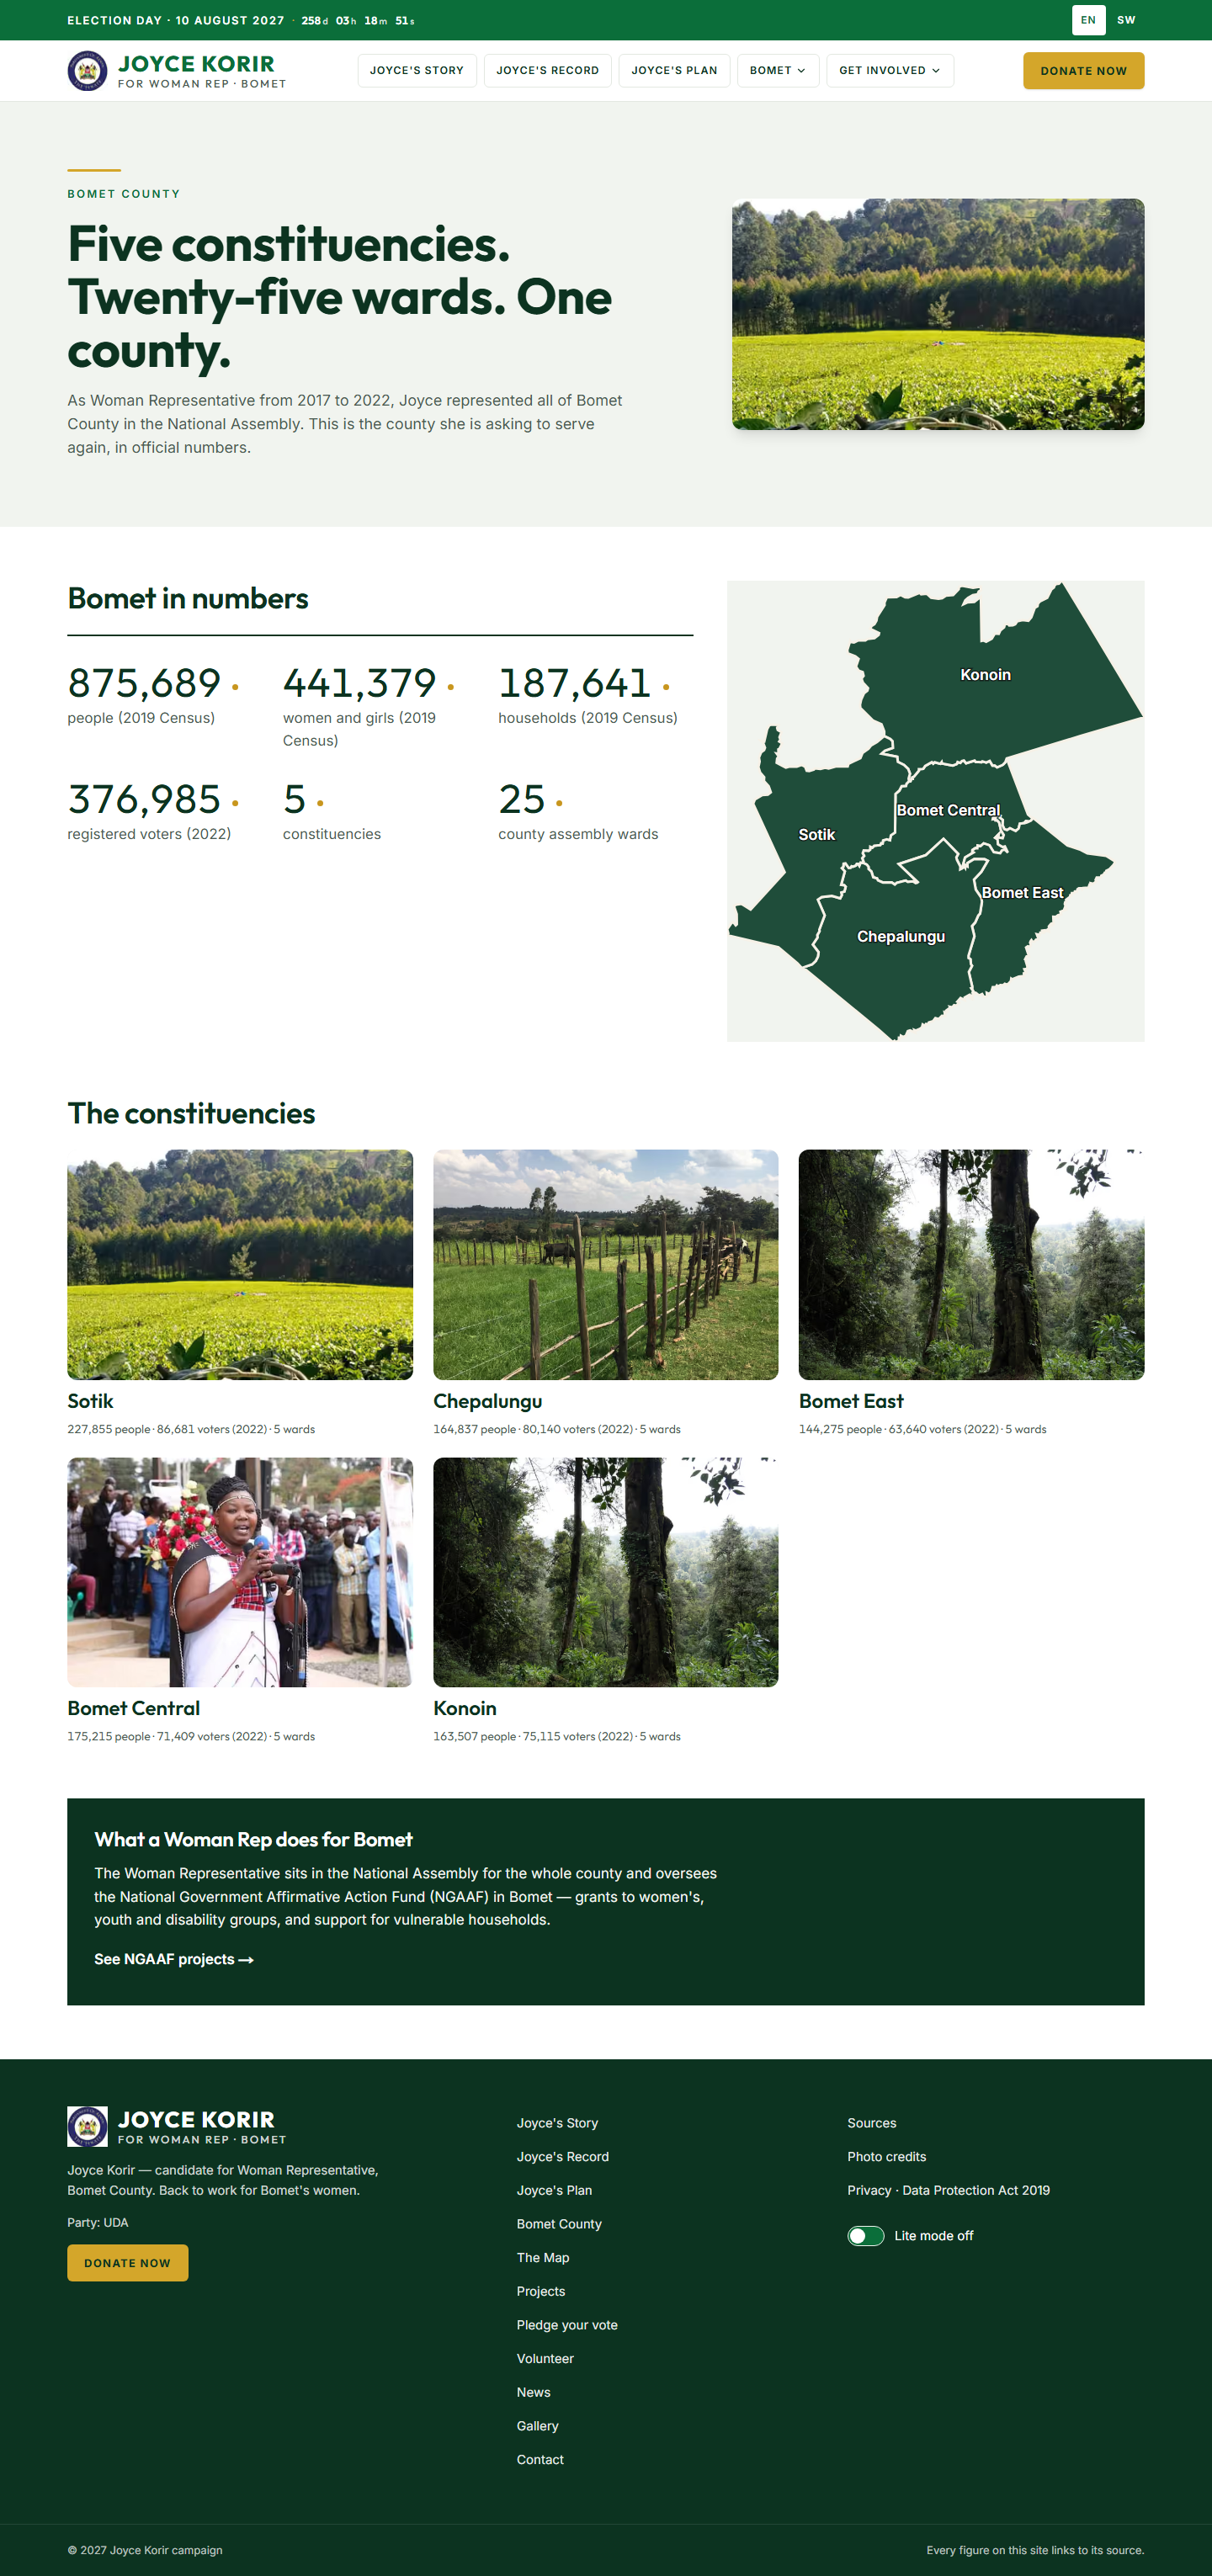 ELECTION DAY · 10 AUGUST 2027 · 258d 03h 18m 51s
EN SW
JOYCE KORIR
FOR WOMAN REP · BOMET
JOYCE'S STORY
JOYCE'S RECORD
JOYCE'S PLAN
BOMET
GET INVOLVED
DONATE NOW
BOMET COUNTY
Five constituencies.
Twenty-five wards. One
county.
As Woman Representative from 2017 to 2022, Joyce represented all of Bomet
County in the National Assembly. This is the county she is asking to serve
again, in official numbers.
Bomet in numbers
875,689
people (2019 Census)
441,379
women and girls (2019
Census)
187,641
households (2019 Census)
376,985
registered voters (2022)
5
constituencies
25
county assembly wards
Konoin
Bomet Central
Sotik
Bomet East
Chepalungu
The constituencies
Sotik
227,855 people · 86,681 voters (2022) · 5 wards
Chepalungu
164,837 people · 80,140 voters (2022) · 5 wards
Bomet East
144,275 people · 63,640 voters (2022) · 5 wards
Bomet Central
175,215 people · 71,409 voters (2022) · 5 wards
Konoin
163,507 people · 75,115 voters (2022) · 5 wards
What a Woman Rep does for Bomet
The Woman Representative sits in the National Assembly for the whole county and oversees
the National Government Affirmative Action Fund (NGAAF) in Bomet — grants to women's,
youth and disability groups, and support for vulnerable households.
See NGAAF projects →
JOYCE KORIR
FOR WOMAN REP · BOMET
Joyce Korir — candidate for Woman Representative,
Bomet County. Back to work for Bomet's women.
Party: UDA
DONATE NOW
Joyce's Story
Joyce's Record
Joyce's Plan
Bomet County
The Map
Projects
Pledge your vote
Volunteer
News
Gallery
Contact
Sources
Photo credits
Privacy · Data Protection Act 2019
Lite mode off
© 2027 Joyce Korir campaign
Every figure on this site links to its source.